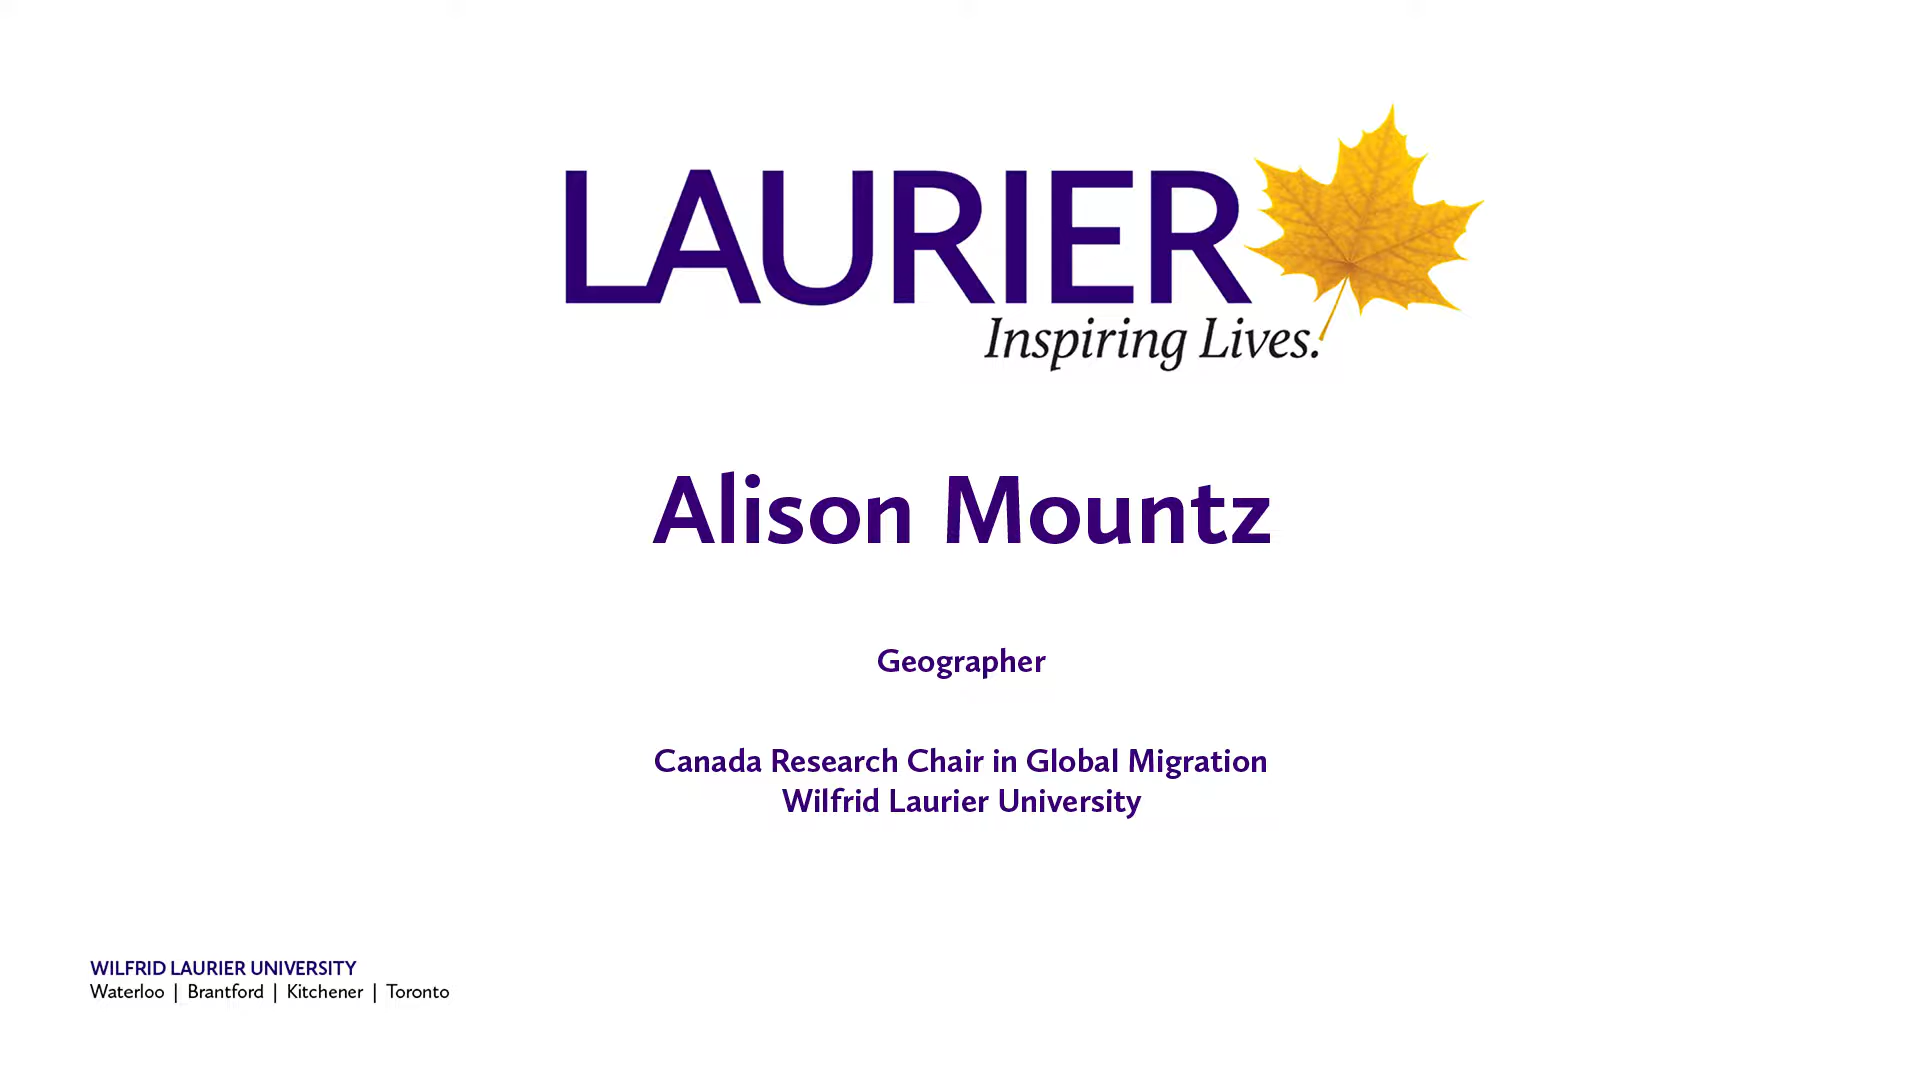 LAURIER
Inspiring Lives.
Alison Mountz
Geographer
Canada Research Chair in Global Migration
Wilfrid Laurier University
WILFRID LAURIER UNIVERSITY
Waterloo | Brantford | Kitchener | Toronto